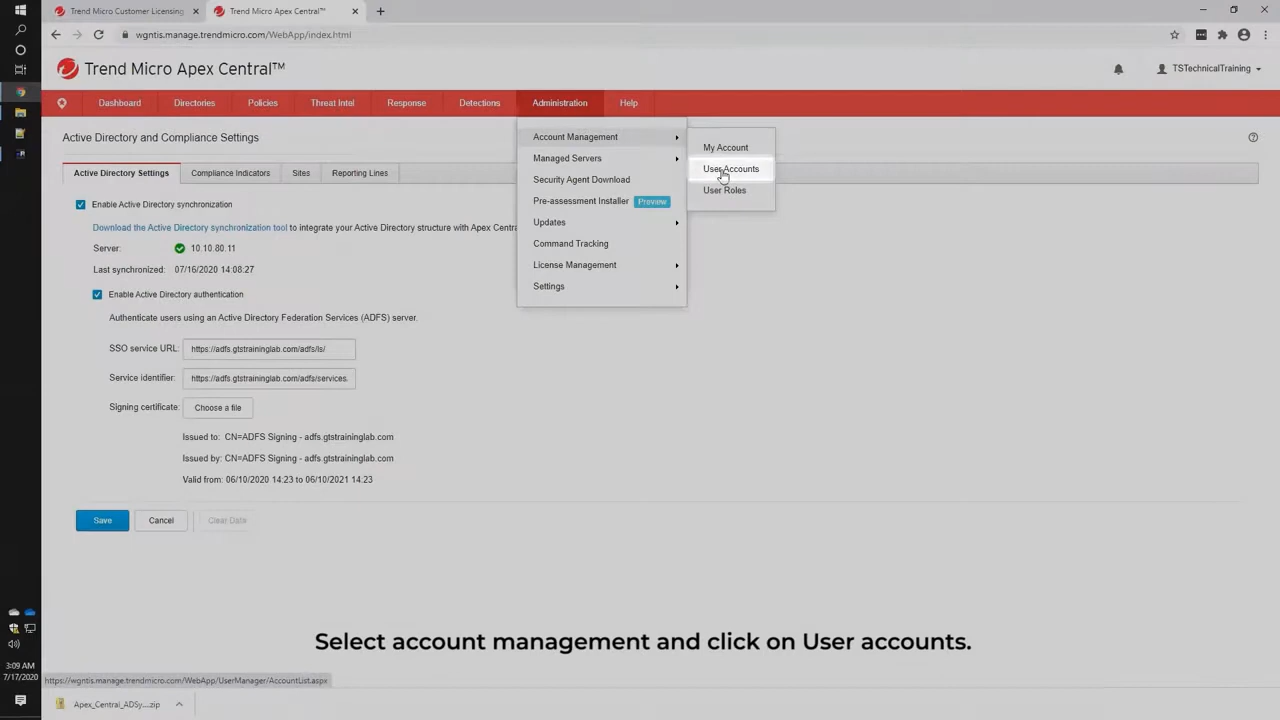 Trend Micro Customer Licensing
Trend Micro Apex Central™
wgntis.manage.trendmicro.com/WebApp/index.html
Trend Micro Apex Central™
TSTechnicalTraining
Dashboard Directories Policies Threat Intel Response Detections Administration Help
Active Directory and Compliance Settings
Account Management
My Account
Managed Servers
User Accounts
Active Directory Settings Compliance Indicators Sites Reporting Lines
Security Agent Download
User Roles
Pre-assessment Installer Preview
Enable Active Directory synchronization
Updates
Download the Active Directory synchronization tool to integrate your Active Directory structure with Apex Centra
Command Tracking
Server: 10.10.80.11
License Management
Last synchronized: 07/16/2020 14:08:27
Settings
Enable Active Directory authentication
Authenticate users using an Active Directory Federation Services (ADFS) server.
SSO service URL: https://adfs.gtstraininglab.com/adfs/ls/
Service identifier: https://adfs.gtstraininglab.com/adfs/services.
Signing certificate: Choose a file
Issued to: CN=ADFS Signing - adfs.gtstraininglab.com
Issued by: CN=ADFS Signing - adfs.gtstraininglab.com
Valid from: 06/10/2020 14:23 to 06/10/2021 14:23
Save Cancel Clear Data
Select account management and click on User accounts.
3:09 AM
7/17/2020
https://wgntis.manage.trendmicro.com/WebApp/UserManager/AccountList.aspx
Apex_Central_ADSy....zip